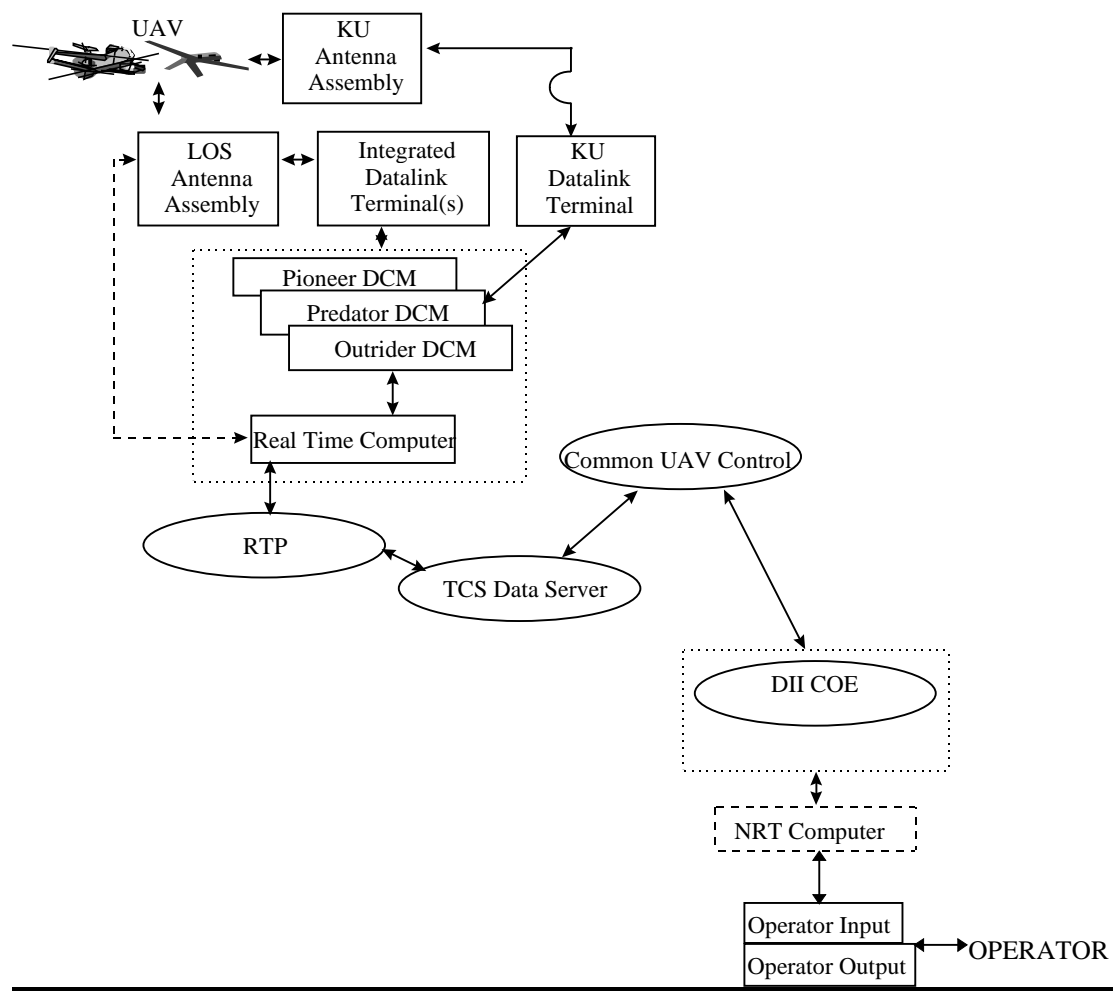 UAV
KU
Antenna
Assembly
LOS
Antenna
Assembly
Integrated
Datalink
Terminal(s)
KU
Datalink
Terminal
Pioneer DCM
Predator DCM
Outrider DCM
Real Time Computer
Common UAV Control
RTP
TCS Data Server
DII COE
NRT Computer
Operator Input
Operator Output
OPERATOR